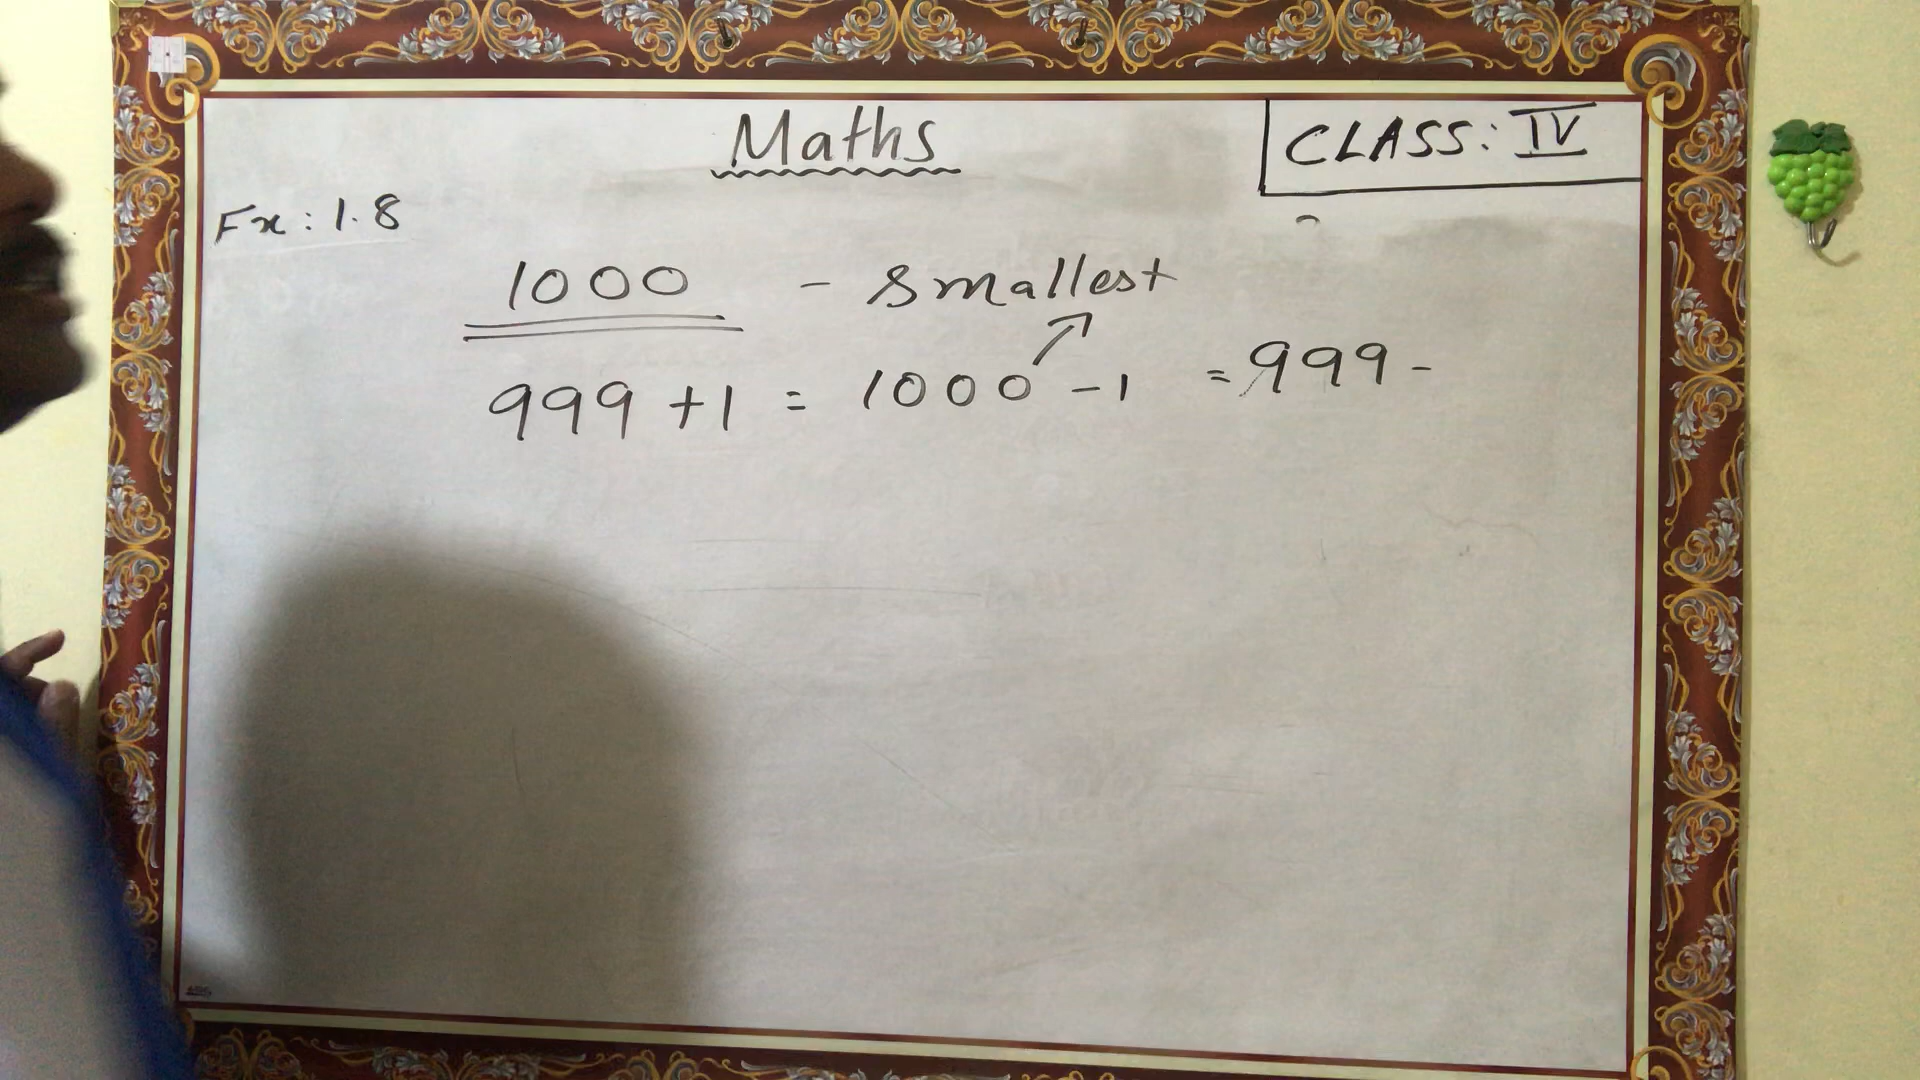 Maths
CLASS: IV
Ex: 1.8
1000 - Smallest
999 +1 = 1000 -1 = 999 -